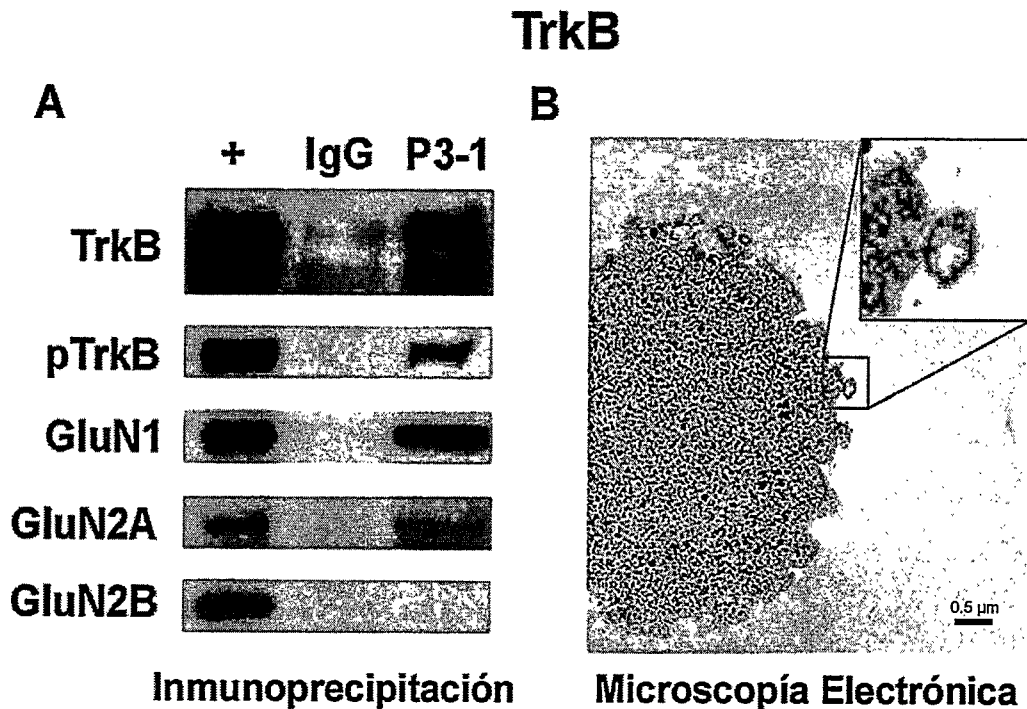 TrkB
A
B
+ IgG P3-1
TrkB
pTrkB
GluN1
GluN2A
GluN2B
0.5 µm
Inmunoprecipitación
Microscopía Electrónica